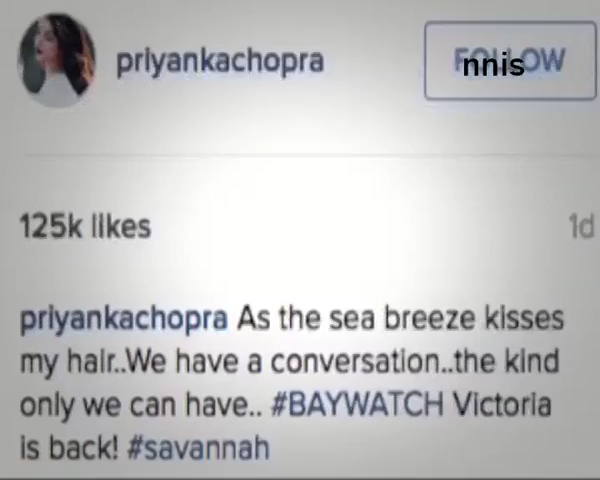 priyankachopra
FOLLOW
nnis
125k likes
1d
priyankachopra As the sea breeze kisses
my hair..We have a conversation..the kind
only we can have.. #BAYWATCH Victoria
is back! #savannah